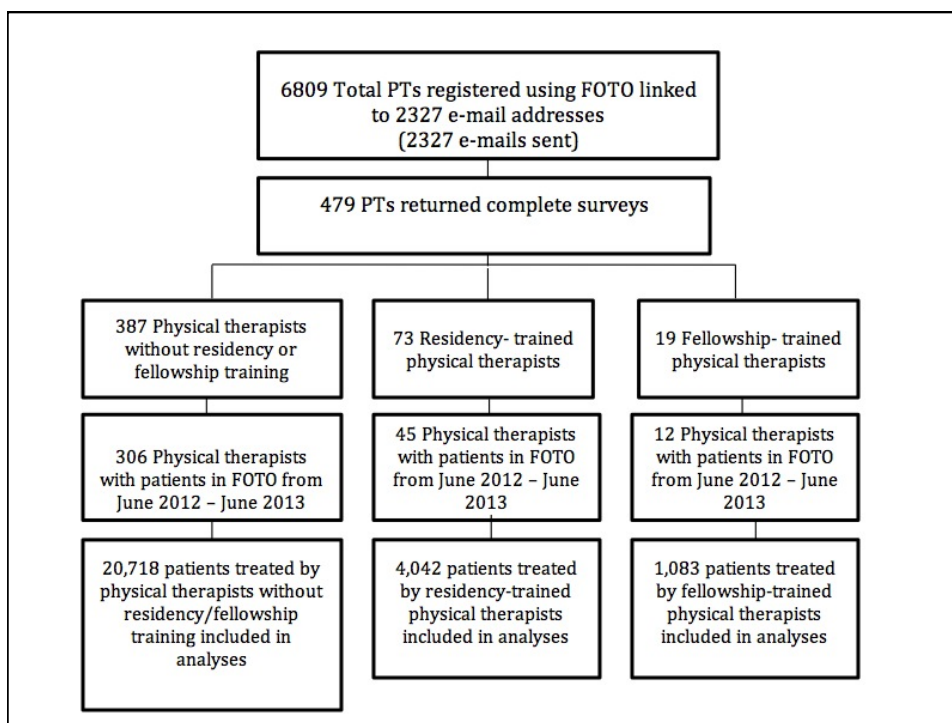 6809 Total PTs registered using FOTO linked
to 2327 e-mail addresses
(2327 e-mails sent)
479 PTs returned complete surveys
387 Physical therapists
without residency or
fellowship training
73 Residency- trained
physical therapists
19 Fellowship- trained
physical therapists
306 Physical therapists
with patients in FOTO from
June 2012 – June 2013
45 Physical therapists
with patients in FOTO
from June 2012 – June
2013
12 Physical therapists
with patients in FOTO
from June 2012 – June
2013
20,718 patients treated by
physical therapists without
residency/fellowship
training included in
analyses
4,042 patients treated
by residency-trained
physical therapists
included in analyses
1,083 patients treated
by fellowship-trained
physical therapists
included in analyses